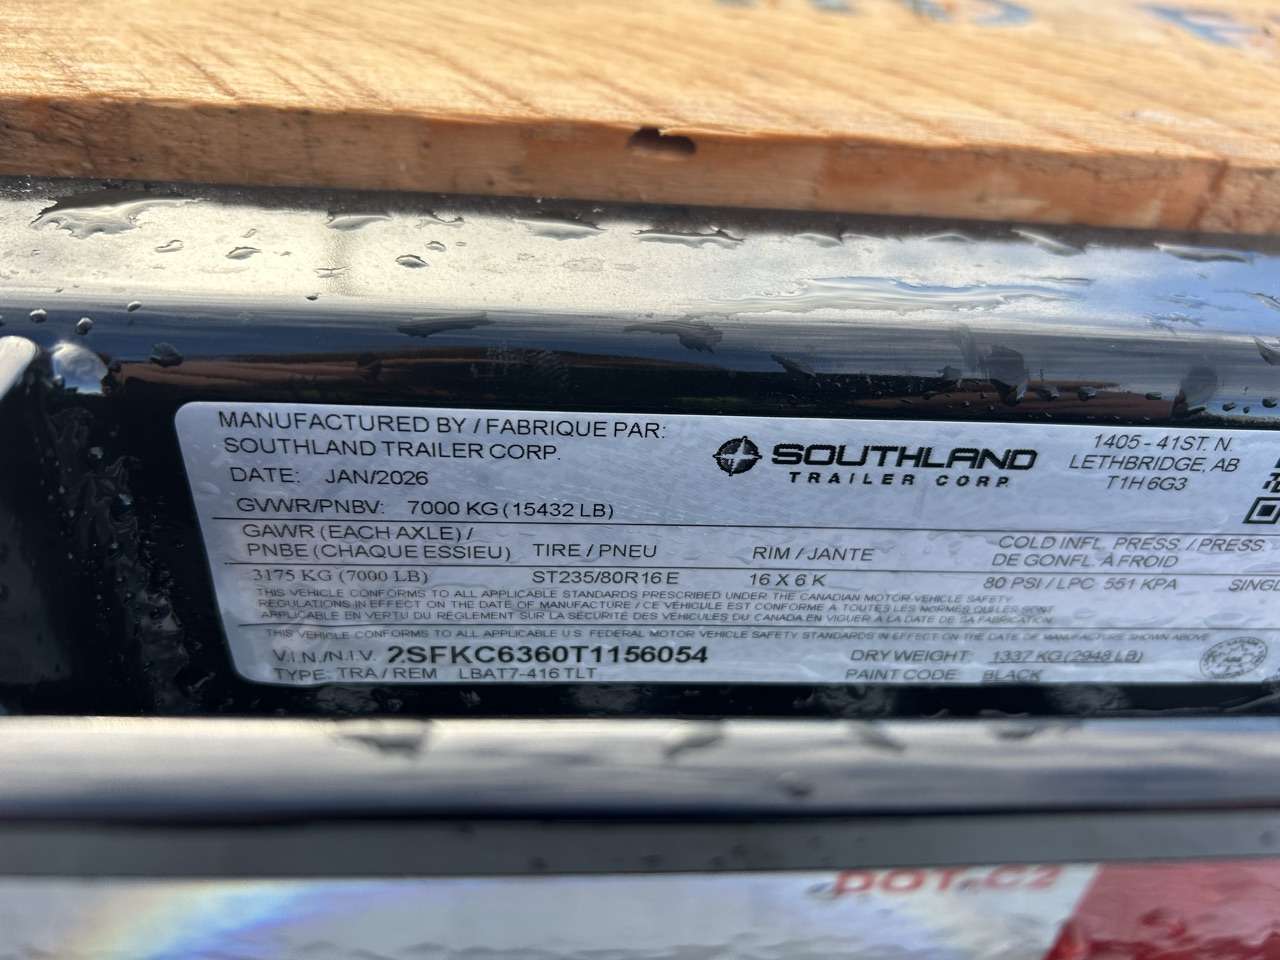 MANUFACTURED BY / FABRIQUE PAR:
SOUTHLAND TRAILER CORP.
DATE: JAN/2026
GVWR/PNBV: 7000 KG (15432 LB)
SOUTHLAND
TRAILER CORP
1405 - 41ST. N.
LETHBRIDGE, AB
T1H 6G3
GAWR (EACH AXLE) /
PNBE (CHAQUE ESSIEU) TIRE / PNEU RIM / JANTE COLD INFL. PRESS. / PRESS.
DE GONFL. À FROID
3175 KG (7000 LB) ST235/80R16 E 16 X 6 K 80 PSI / LPC 551 KPA SINGL
THIS VEHICLE CONFORMS TO ALL APPLICABLE STANDARDS PRESCRIBED UNDER THE CANADIAN MOTOR VEHICLE SAFETY
REGULATIONS IN EFFECT ON THE DATE OF MANUFACTURE / CE VÉHICULE EST CONFORME À TOUTES LES NORMES QUI LES SONT
APPLICABLE EN VERTU DU RÈGLEMENT SUR LA SÉCURITÉ DES VÉHICULES DU CANADA EN VIGUER À LA DATE DE SA FABRICATION
THIS VEHICLE CONFORMS TO ALL APPLICABLE U.S. FEDERAL MOTOR VEHICLE SAFETY STANDARDS IN EFFECT ON THE DATE OF MANUFACTURE SHOWN ABOVE
V.I.N./N.I.V. 2SFKC6360T1156054 DRY WEIGHT: 1337 KG (2948 LB)
TYPE: TRA / REM LBAT7-416 TLT PAINT CODE BLACK
DOT-C2